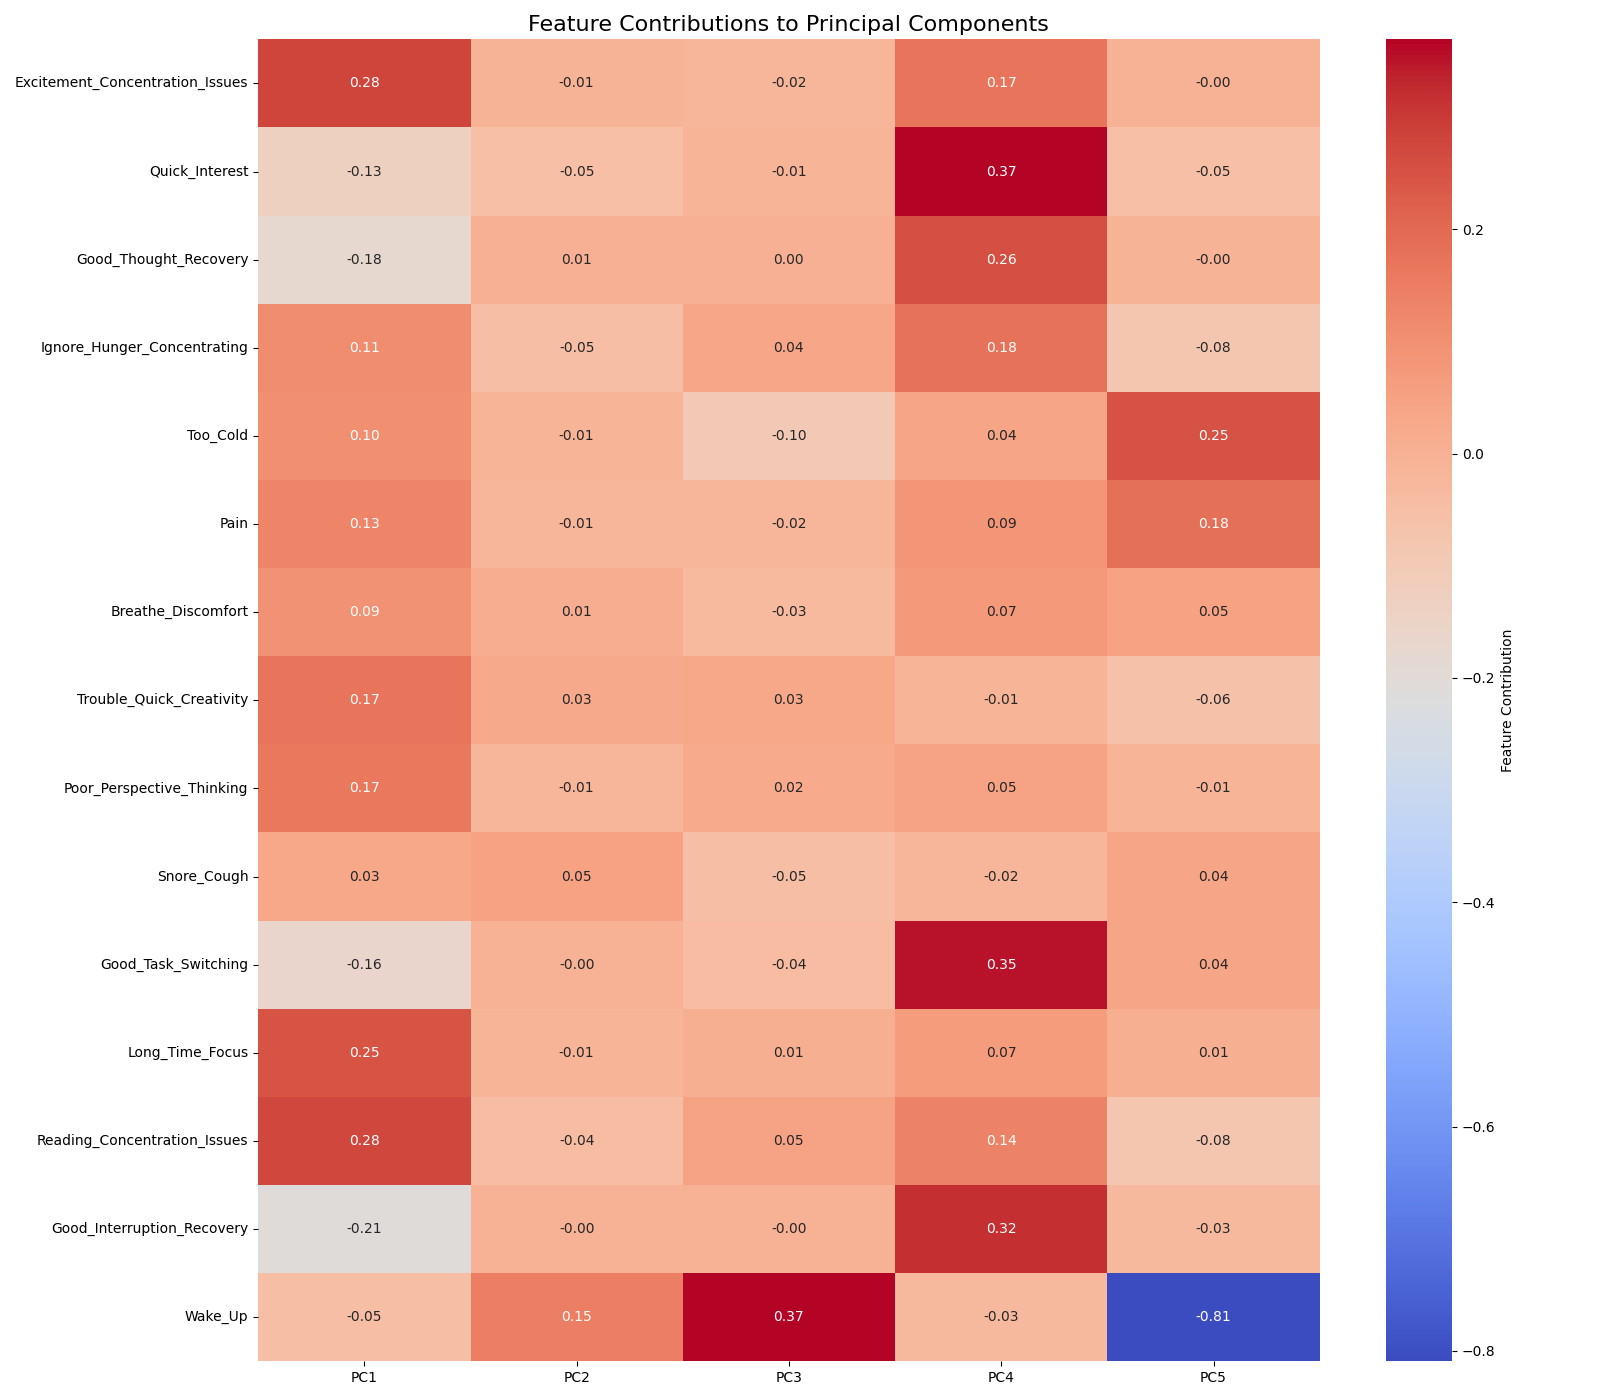 Feature Contributions to Principal Components
Excitement_Concentration_Issues 0.28 -0.01 -0.02 0.17 -0.00
Quick_Interest -0.13 -0.05 -0.01 0.37 -0.05
Good_Thought_Recovery -0.18 0.01 0.00 0.26 -0.00
Ignore_Hunger_Concentrating 0.11 -0.05 0.04 0.18 -0.08
Too_Cold 0.10 -0.01 -0.10 0.04 0.25
Pain 0.13 -0.01 -0.02 0.09 0.18
Breathe_Discomfort 0.09 0.01 -0.03 0.07 0.05
Trouble_Quick_Creativity 0.17 0.03 0.03 -0.01 -0.06
Poor_Perspective_Thinking 0.17 -0.01 0.02 0.05 -0.01
Snore_Cough 0.03 0.05 -0.05 -0.02 0.04
Good_Task_Switching -0.16 -0.00 -0.04 0.35 0.04
Long_Time_Focus 0.25 -0.01 0.01 0.07 0.01
Reading_Concentration_Issues 0.28 -0.04 0.05 0.14 -0.08
Good_Interruption_Recovery -0.21 -0.00 -0.00 0.32 -0.03
Wake_Up -0.05 0.15 0.37 -0.03 -0.81
PC1 PC2 PC3 PC4 PC5
0.2
0.0
−0.2
−0.4
−0.6
−0.8
Feature Contribution